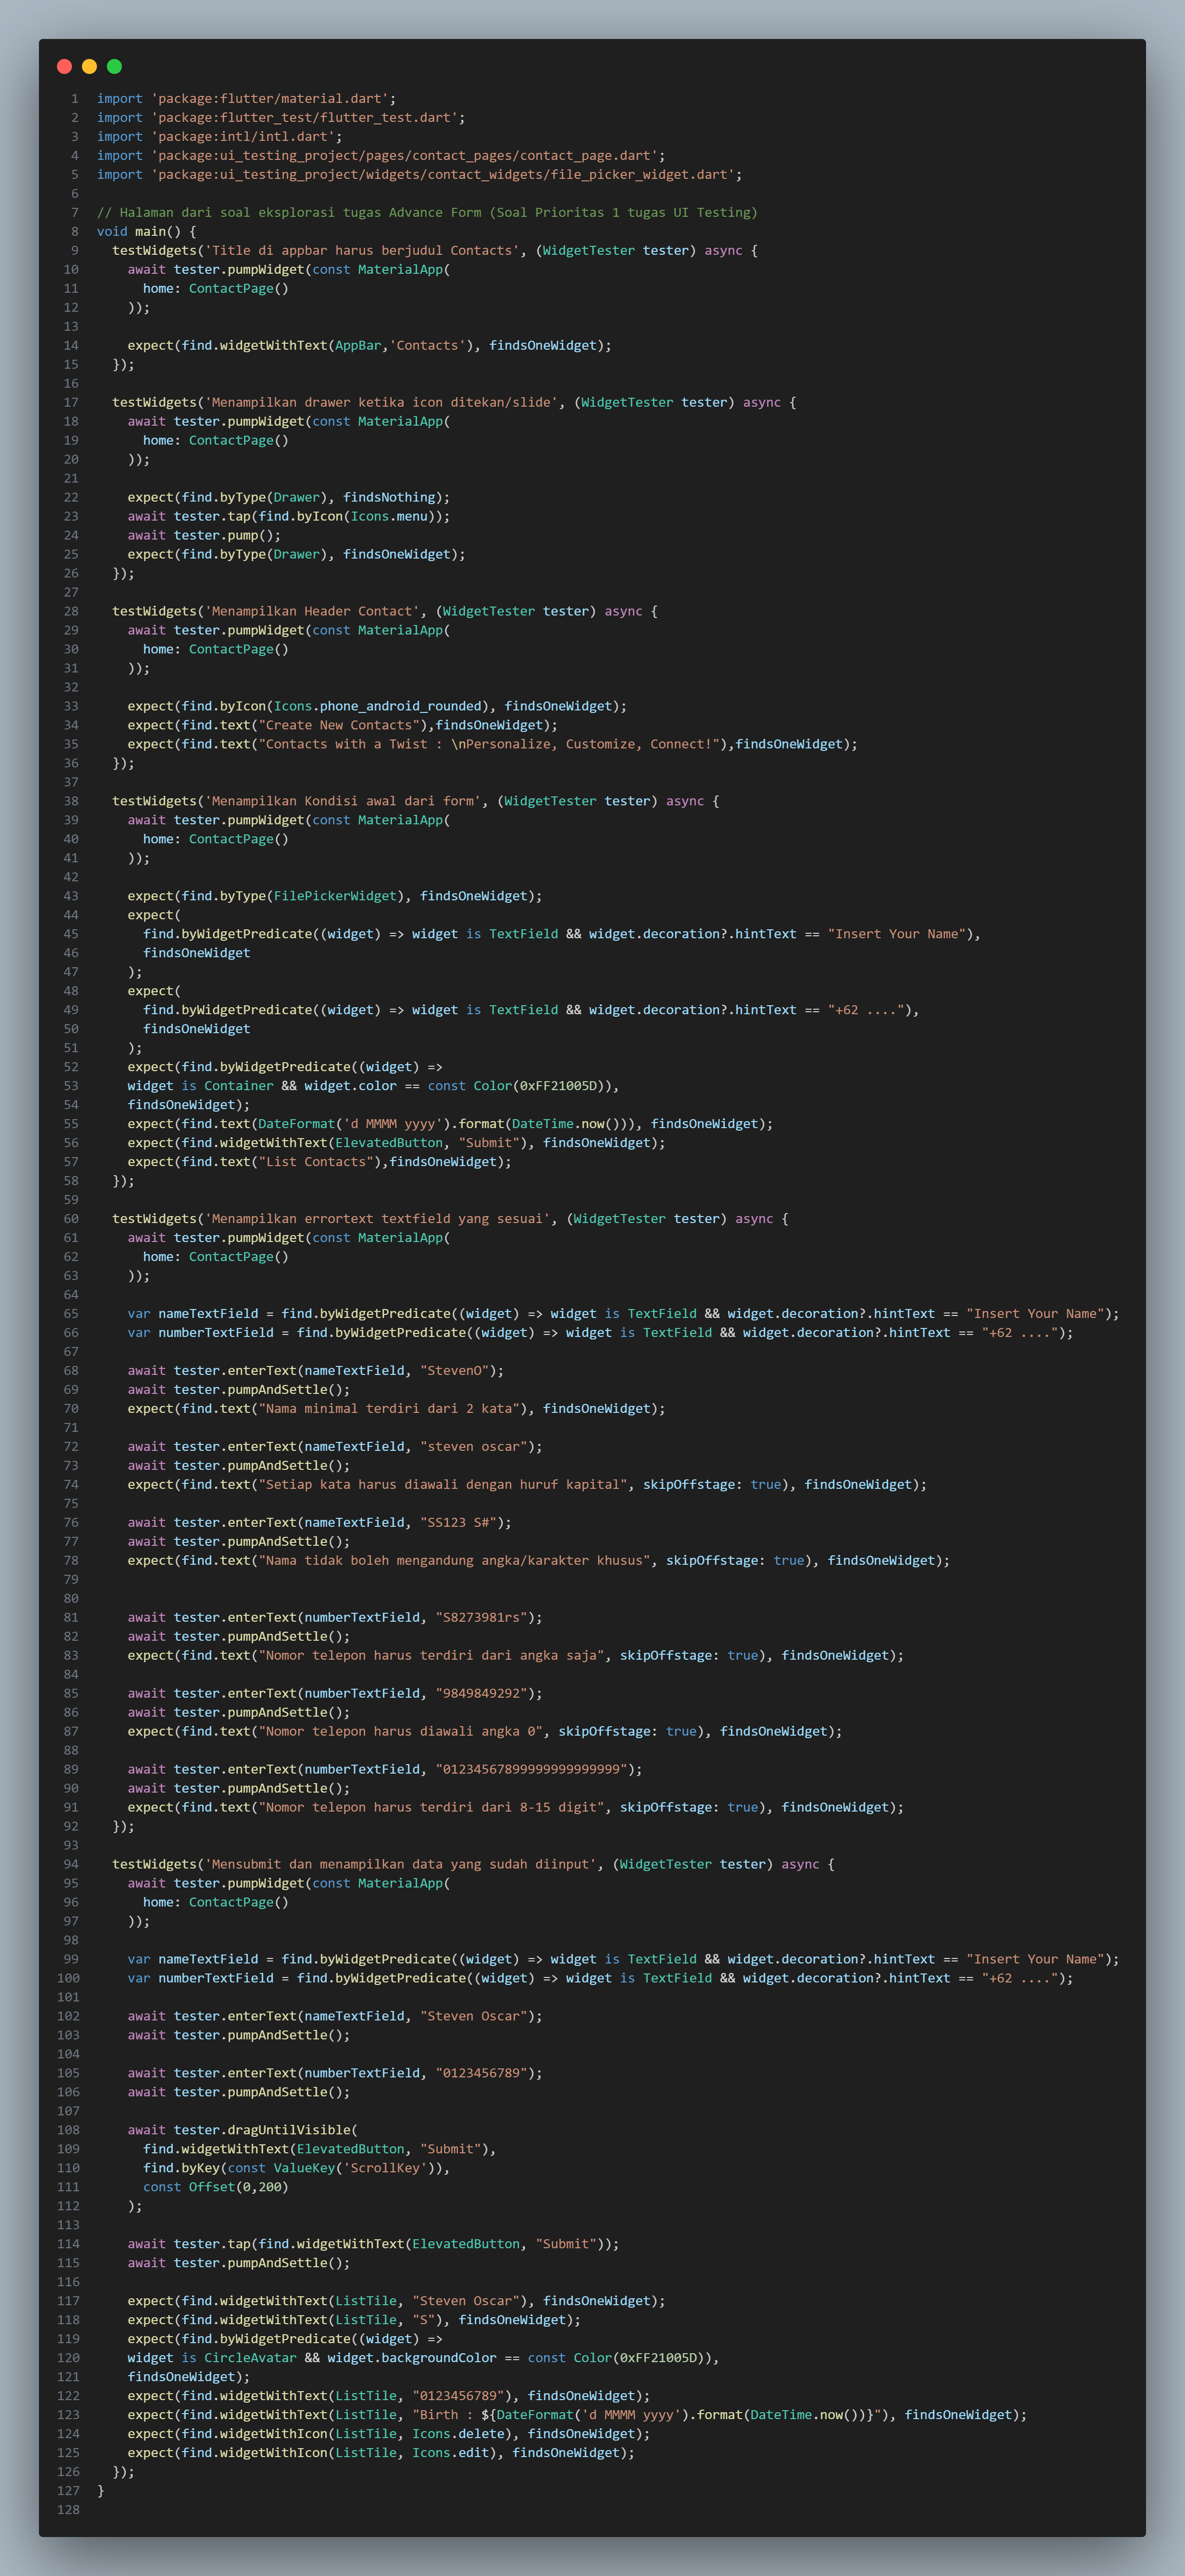 1 import 'package:flutter/material.dart';
2 import 'package:flutter_test/flutter_test.dart';
3 import 'package:intl/intl.dart';
4 import 'package:ui_testing_project/pages/contact_pages/contact_page.dart';
5 import 'package:ui_testing_project/widgets/contact_widgets/file_picker_widget.dart';
6
7 // Halaman dari soal eksplorasi tugas Advance Form (Soal Prioritas 1 tugas UI Testing)
8 void main() {
9   testWidgets('Title di appbar harus berjudul Contacts', (WidgetTester tester) async {
10     await tester.pumpWidget(const MaterialApp(
11       home: ContactPage()
12     ));
13
14     expect(find.widgetWithText(AppBar,'Contacts'), findsOneWidget);
15   });
16
17   testWidgets('Menampilkan drawer ketika icon ditekan/slide', (WidgetTester tester) async {
18     await tester.pumpWidget(const MaterialApp(
19       home: ContactPage()
20     ));
21
22     expect(find.byType(Drawer), findsNothing);
23     await tester.tap(find.byIcon(Icons.menu));
24     await tester.pump();
25     expect(find.byType(Drawer), findsOneWidget);
26   });
27
28   testWidgets('Menampilkan Header Contact', (WidgetTester tester) async {
29     await tester.pumpWidget(const MaterialApp(
30       home: ContactPage()
31     ));
32
33     expect(find.byIcon(Icons.phone_android_rounded), findsOneWidget);
34     expect(find.text("Create New Contacts"),findsOneWidget);
35     expect(find.text("Contacts with a Twist : \nPersonalize, Customize, Connect!"),findsOneWidget);
36   });
37
38   testWidgets('Menampilkan Kondisi awal dari form', (WidgetTester tester) async {
39     await tester.pumpWidget(const MaterialApp(
40       home: ContactPage()
41     ));
42
43     expect(find.byType(FilePickerWidget), findsOneWidget);
44     expect(
45       find.byWidgetPredicate((widget) => widget is TextField && widget.decoration?.hintText == "Insert Your Name"),
46       findsOneWidget
47     );
48     expect(
49       find.byWidgetPredicate((widget) => widget is TextField && widget.decoration?.hintText == "+62 ...."),
50       findsOneWidget
51     );
52     expect(find.byWidgetPredicate((widget) =>
53     widget is Container && widget.color == const Color(0xFF21005D)),
54     findsOneWidget);
55     expect(find.text(DateFormat('d MMMM yyyy').format(DateTime.now())), findsOneWidget);
56     expect(find.widgetWithText(ElevatedButton, "Submit"), findsOneWidget);
57     expect(find.text("List Contacts"),findsOneWidget);
58   });
59
60   testWidgets('Menampilkan errortext textfield yang sesuai', (WidgetTester tester) async {
61     await tester.pumpWidget(const MaterialApp(
62       home: ContactPage()
63     ));
64
65     var nameTextField = find.byWidgetPredicate((widget) => widget is TextField && widget.decoration?.hintText == "Insert Your Name");
66     var numberTextField = find.byWidgetPredicate((widget) => widget is TextField && widget.decoration?.hintText == "+62 ....");
67
68     await tester.enterText(nameTextField, "StevenO");
69     await tester.pumpAndSettle();
70     expect(find.text("Nama minimal terdiri dari 2 kata"), findsOneWidget);
71
72     await tester.enterText(nameTextField, "steven oscar");
73     await tester.pumpAndSettle();
74     expect(find.text("Setiap kata harus diawali dengan huruf kapital", skipOffstage: true), findsOneWidget);
75
76     await tester.enterText(nameTextField, "SS123 S#");
77     await tester.pumpAndSettle();
78     expect(find.text("Nama tidak boleh mengandung angka/karakter khusus", skipOffstage: true), findsOneWidget);
79
80
81     await tester.enterText(numberTextField, "S8273981rs");
82     await tester.pumpAndSettle();
83     expect(find.text("Nomor telepon harus terdiri dari angka saja", skipOffstage: true), findsOneWidget);
84
85     await tester.enterText(numberTextField, "9849849292");
86     await tester.pumpAndSettle();
87     expect(find.text("Nomor telepon harus diawali angka 0", skipOffstage: true), findsOneWidget);
88
89     await tester.enterText(numberTextField, "01234567899999999999999");
90     await tester.pumpAndSettle();
91     expect(find.text("Nomor telepon harus terdiri dari 8-15 digit", skipOffstage: true), findsOneWidget);
92   });
93
94   testWidgets('Mensubmit dan menampilkan data yang sudah diinput', (WidgetTester tester) async {
95     await tester.pumpWidget(const MaterialApp(
96       home: ContactPage()
97     ));
98
99     var nameTextField = find.byWidgetPredicate((widget) => widget is TextField && widget.decoration?.hintText == "Insert Your Name");
100     var numberTextField = find.byWidgetPredicate((widget) => widget is TextField && widget.decoration?.hintText == "+62 ....");
101
102     await tester.enterText(nameTextField, "Steven Oscar");
103     await tester.pumpAndSettle();
104
105     await tester.enterText(numberTextField, "0123456789");
106     await tester.pumpAndSettle();
107
108     await tester.dragUntilVisible(
109       find.widgetWithText(ElevatedButton, "Submit"),
110       find.byKey(const ValueKey('ScrollKey')),
111       const Offset(0,200)
112     );
113
114     await tester.tap(find.widgetWithText(ElevatedButton, "Submit"));
115     await tester.pumpAndSettle();
116
117     expect(find.widgetWithText(ListTile, "Steven Oscar"), findsOneWidget);
118     expect(find.widgetWithText(ListTile, "S"), findsOneWidget);
119     expect(find.byWidgetPredicate((widget) =>
120     widget is CircleAvatar && widget.backgroundColor == const Color(0xFF21005D)),
121     findsOneWidget);
122     expect(find.widgetWithText(ListTile, "0123456789"), findsOneWidget);
123     expect(find.widgetWithText(ListTile, "Birth : ${DateFormat('d MMMM yyyy').format(DateTime.now())}"), findsOneWidget);
124     expect(find.widgetWithIcon(ListTile, Icons.delete), findsOneWidget);
125     expect(find.widgetWithIcon(ListTile, Icons.edit), findsOneWidget);
126   });
127 }
128